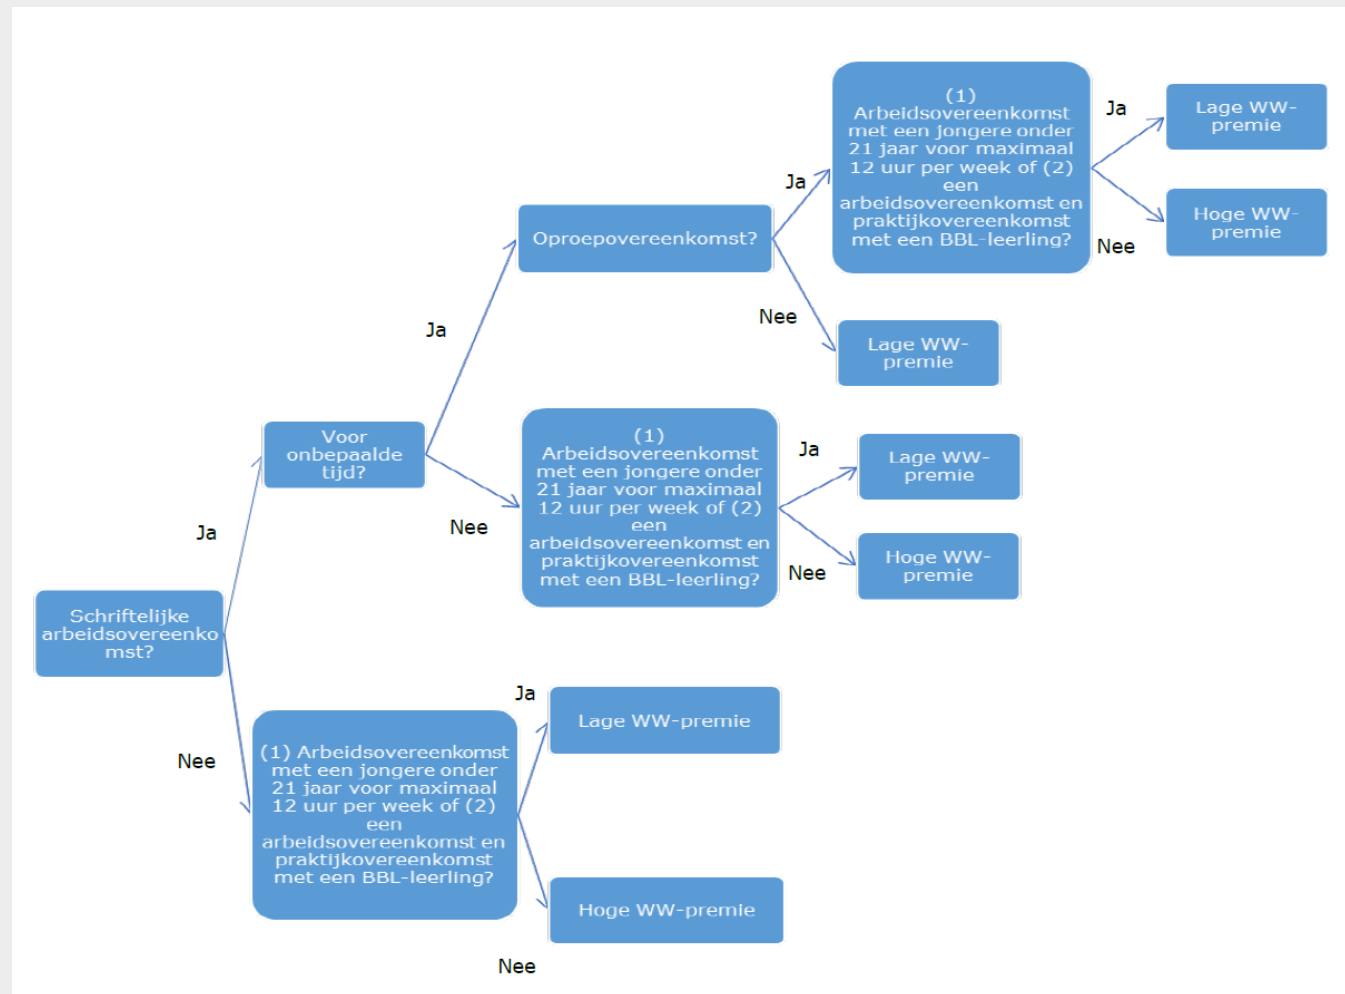 (1)
Arbeidsovereenkomst
met een jongere onder
21 jaar voor maximaal
12 uur per week of (2)
een
arbeidsovereenkomst en
praktijkovereenkomst
met een BBL-leerling?
Ja
Lage WW-
premie
Nee
Hoge WW-
premie
Oproepovereenkomst?
Ja
Nee
Lage WW-
premie
Ja
Voor
onbepaalde
tijd?
Nee
(1)
Arbeidsovereenkomst
met een jongere onder
21 jaar voor maximaal
12 uur per week of (2)
een
arbeidsovereenkomst en
praktijkovereenkomst
met een BBL-leerling?
Ja
Lage WW-
premie
Nee
Hoge WW-
premie
Ja
Schriftelijke
arbeidsovereenko
mst?
Nee
(1) Arbeidsovereenkomst
met een jongere onder
21 jaar voor maximaal
12 uur per week of (2)
een
arbeidsovereenkomst en
praktijkovereenkomst
met een BBL-leerling?
Ja
Lage WW-premie
Hoge WW-premie
Nee